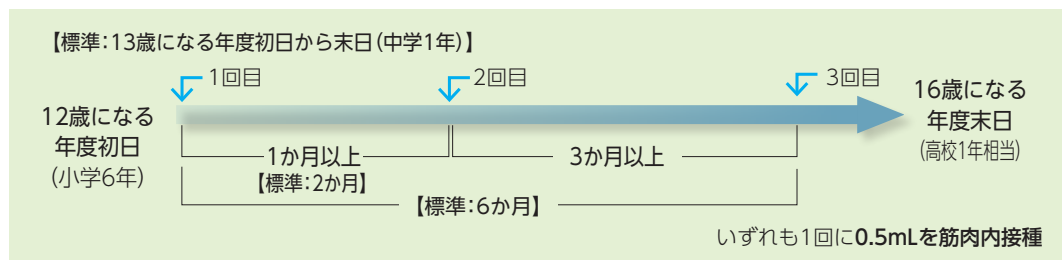 【標準：13歳になる年度初日から末日（中学1年）】
1回目
2回目
3回目
12歳になる
年度初日
（小学6年）
16歳になる
年度末日
（高校1年相当）
1か月以上
【標準：2か月】
3か月以上
【標準：6か月】
いずれも1回に0.5mLを筋肉内接種